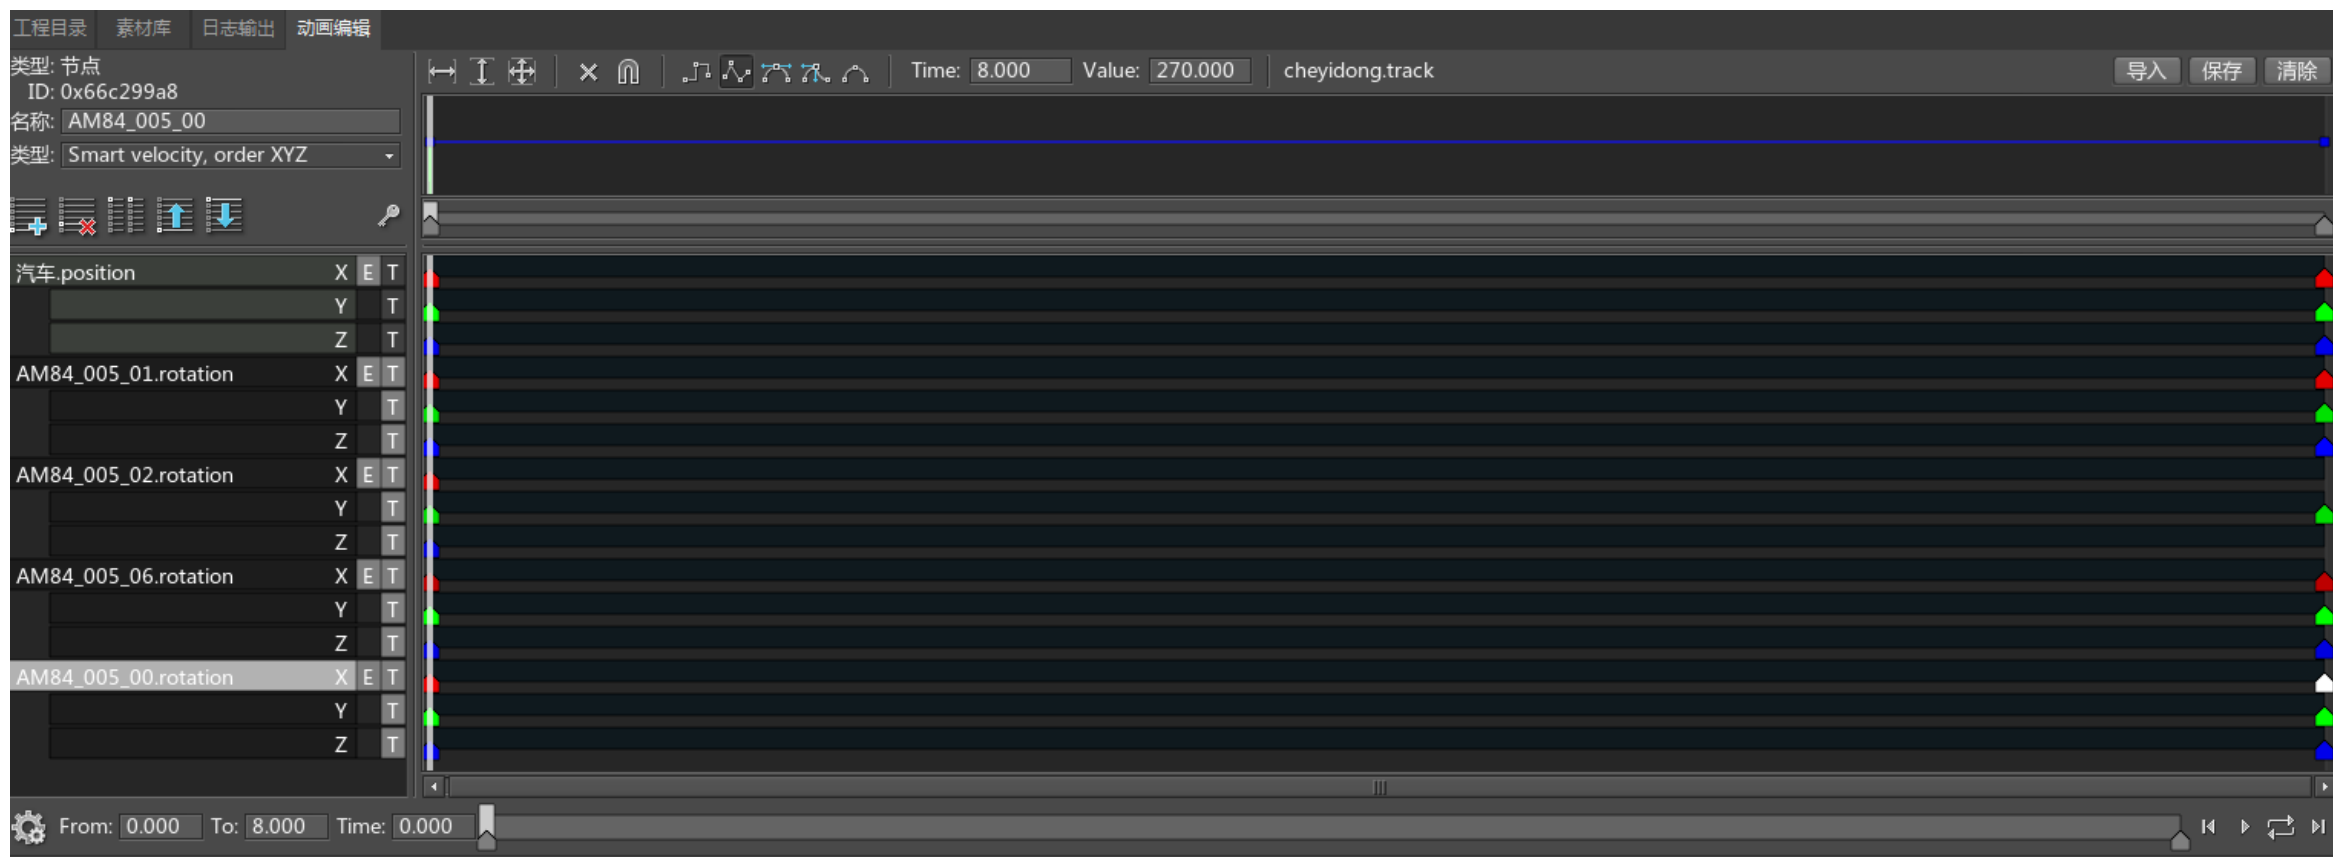 工程目录 素材库 日志输出 动画编辑
类型: 节点
ID: 0x66c299a8
名称: AM84_005_00
类型: Smart velocity, order XYZ
Time: 8.000 Value: 270.000 cheyidong.track 导入 保存 清除
汽车.position X E T
Y T
Z T
AM84_005_01.rotation X E T
Y T
Z T
AM84_005_02.rotation X E T
Y T
Z T
AM84_005_06.rotation X E T
Y T
Z T
AM84_005_00.rotation X E T
Y T
Z T
From: 0.000 To: 8.000 Time: 0.000